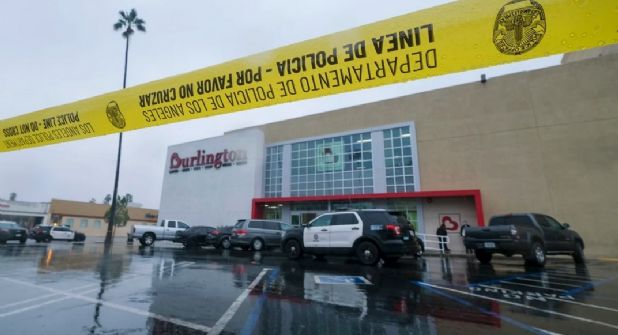 LOS ANGELES POLICE DEPARTMENT
POLICE LINE - DO NOT CROSS
DEPARTAMENTO DE POLICIA DE LOS ANGELES
LINEA DE POLICIA - POR FAVOR NO CRUZAR
Burlington